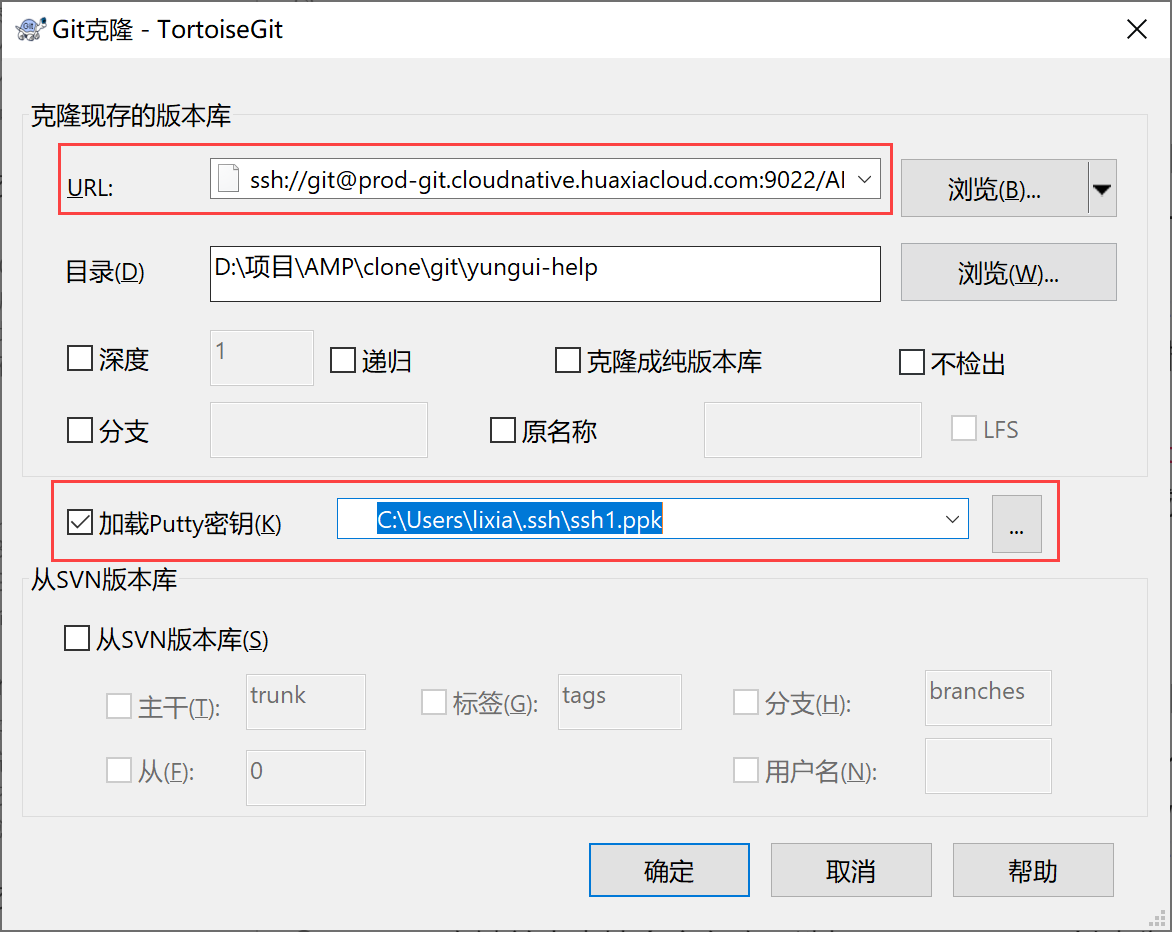 Git克隆 - TortoiseGit
克隆现存的版本库
URL: ssh://git@prod-git.cloudnative.huaxiacloud.com:9022/AI 浏览(B)...
目录(D) D:\项目\AMP\clone\git\yungui-help 浏览(W)...
深度 1 递归 克隆成纯版本库 不检出
分支 原名称 LFS
加载Putty密钥(K) C:\Users\lixia\.ssh\ssh1.ppk ...
从SVN版本库
从SVN版本库(S)
主干(T): trunk 标签(G): tags 分支(H): branches
从(F): 0 用户名(N):
确定 取消 帮助